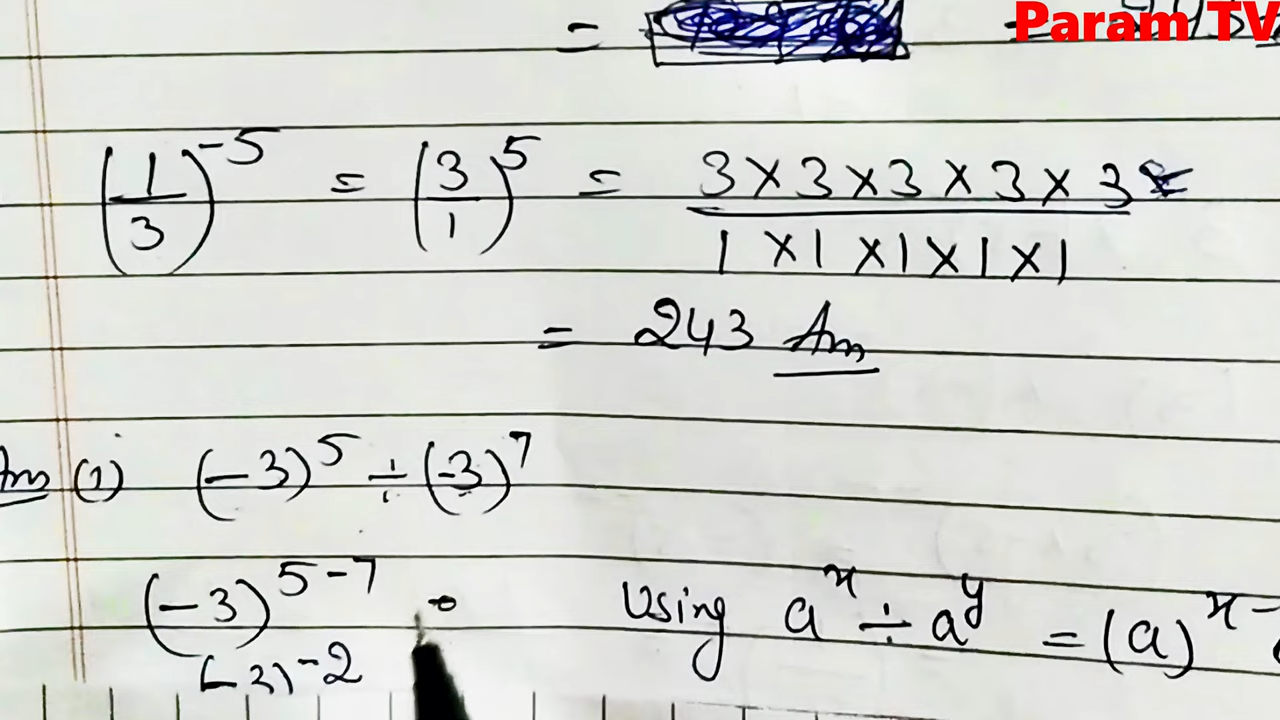 = Param TV
(1/3)^-5 = (3/1)^5 = 3×3×3×3×3 / 1×1×1×1×1
= 243 Ans
Ans (1) (-3)^5 ÷ (-3)^7
(-3)^5-7 Using a^x ÷ a^y = (a)^x-
(-3)^-2